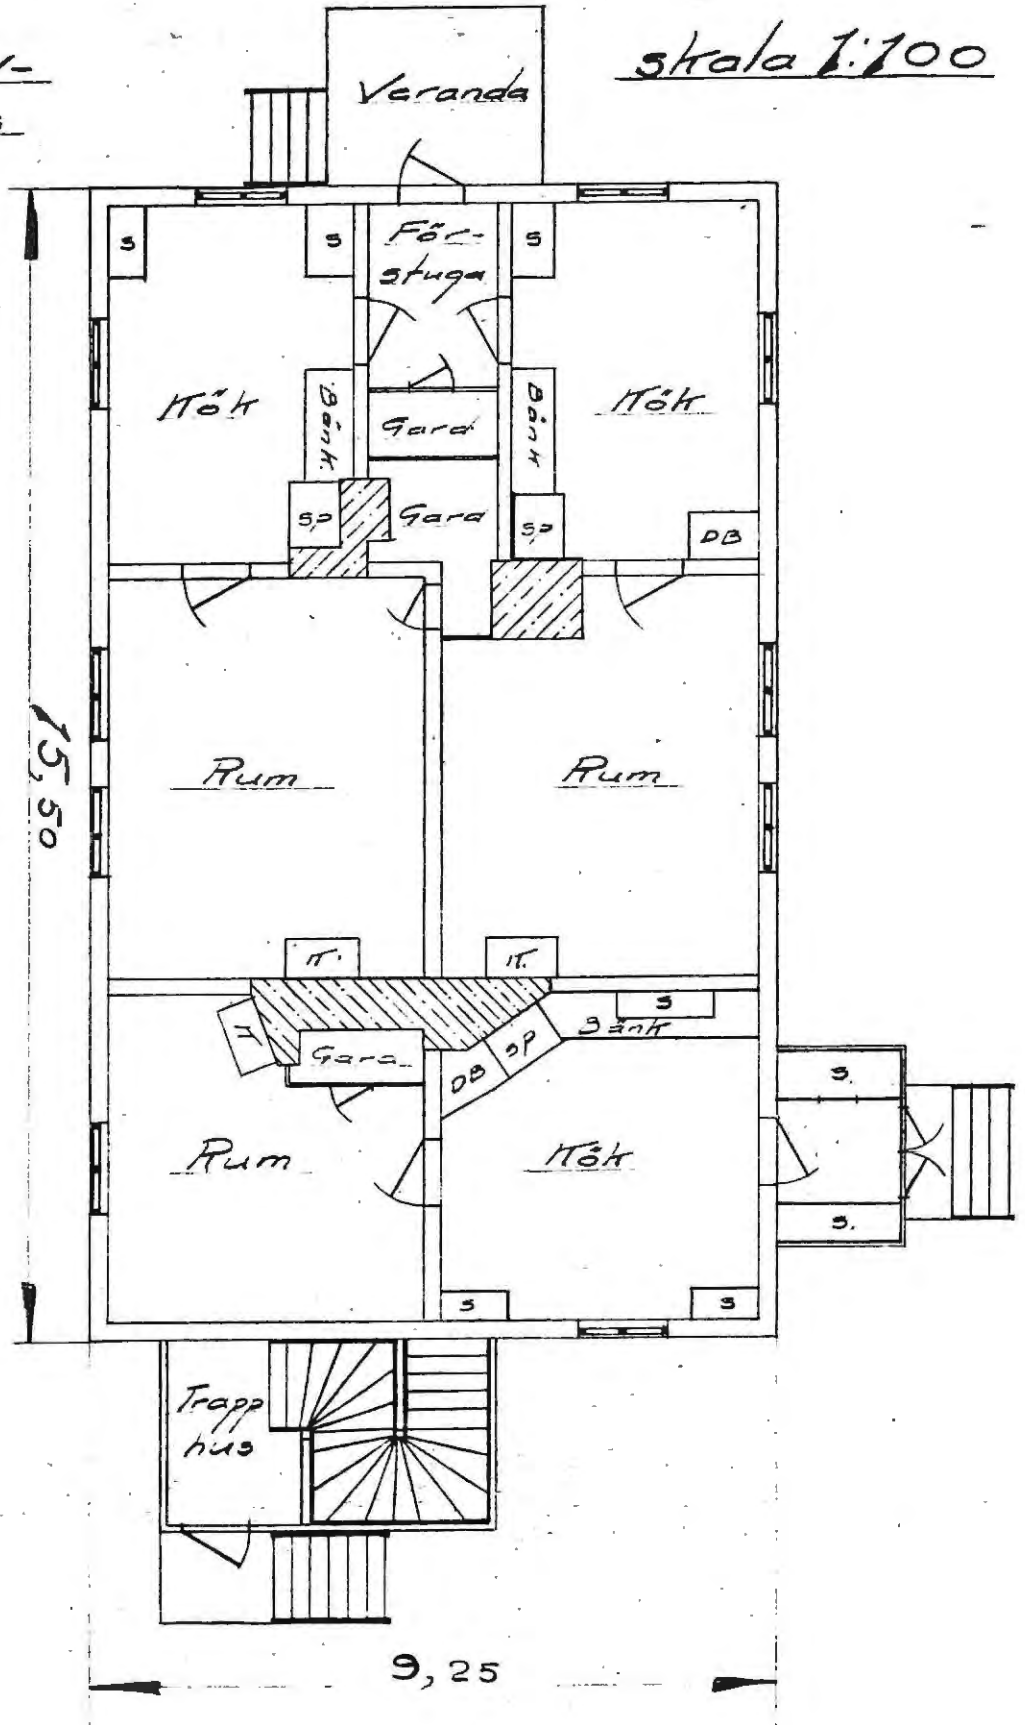 skala 1:100
Veranda
S
S
För-
stuga
S
Kök
Bänk
Gard
Bänk
Kök
SP
Gard
SP
DB
15,50
Rum
Rum
K.
K.
K
Gard
DB
SP
S
Bänk
S.
Rum
Kök
S.
S
S
Trapp
hus
9,25